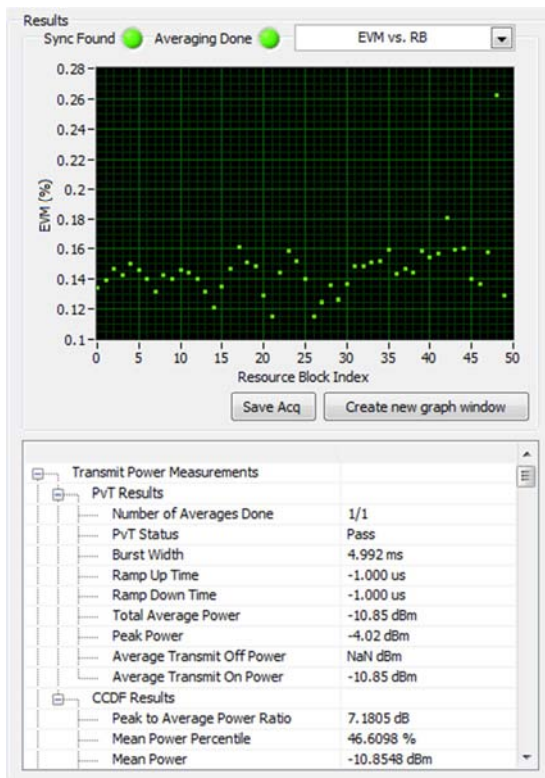 Results
Sync Found Averaging Done EVM vs. RB
0.28
0.26
0.24
0.22
0.2
0.18
0.16
0.14
0.12
0.1
EVM (%)
0 5 10 15 20 25 30 35 40 45 50
Resource Block Index
Save Acq Create new graph window
Transmit Power Measurements
PvT Results
Number of Averages Done 1/1
PvT Status Pass
Burst Width 4.992 ms
Ramp Up Time -1.000 us
Ramp Down Time -1.000 us
Total Average Power -10.85 dBm
Peak Power -4.02 dBm
Average Transmit Off Power NaN dBm
Average Transmit On Power -10.85 dBm
CCDF Results
Peak to Average Power Ratio 7.1805 dB
Mean Power Percentile 46.6098 %
Mean Power -10.8548 dBm